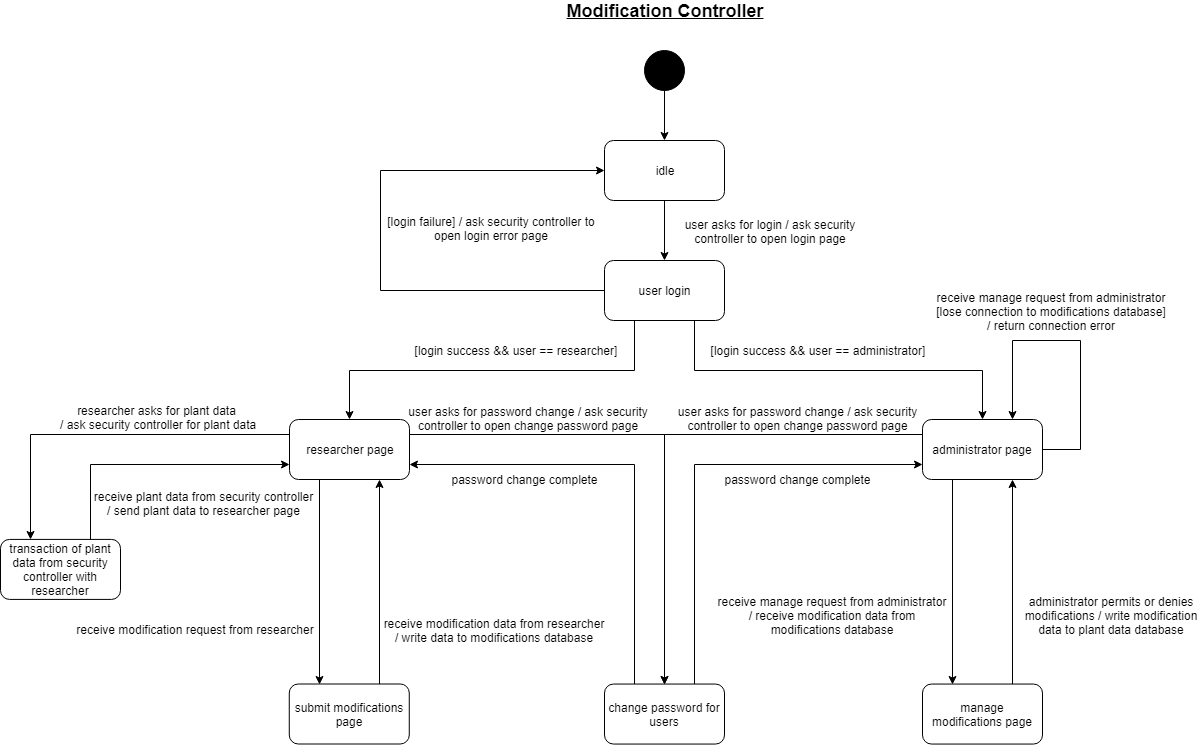 Modification Controller
idle
[login failure] / ask security controller to
open login error page
user asks for login / ask security
controller to open login page
user login
receive manage request from administrator
[lose connection to modifications database]
/ return connection error
[login success && user == researcher]
[login success && user == administrator]
researcher asks for plant data
/ ask security controller for plant data
user asks for password change / ask security
controller to open change password page
user asks for password change / ask security
controller to open change password page
researcher page
administrator page
password change complete
password change complete
receive plant data from security controller
/ send plant data to researcher page
transaction of plant
data from security
controller with
researcher
receive modification request from researcher
receive modification data from researcher
/ write data to modifications database
receive manage request from administrator
/ receive modification data from
modifications database
administrator permits or denies
modifications / write modification
data to plant data database
submit modifications
page
change password for
users
manage
modifications page